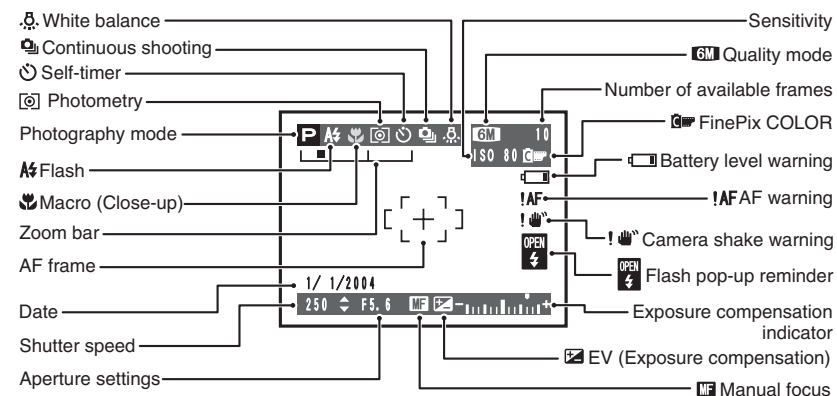 White balance
Continuous shooting
Self-timer
Photometry
Photography mode
A Flash
Macro (Close-up)
Zoom bar
AF frame
Date
Shutter speed
Aperture settings
P A 6M 10
ISO 80 C
!AF
!
OPEN
1/ 1/2004
250 F5.6 MF - +
Sensitivity
6M Quality mode
Number of available frames
C FinePix COLOR
Battery level warning
!AF AF warning
! Camera shake warning
OPEN Flash pop-up reminder
Exposure compensation
indicator
EV (Exposure compensation)
MF Manual focus